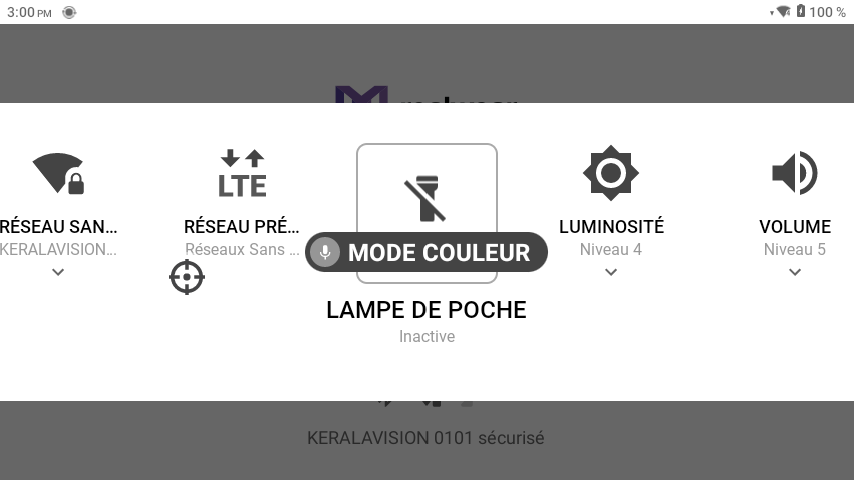 3:00 PM
100 %
RÉSEAU SAN...
KERALAVISION...
RÉSEAU PRÉ...
Réseaux Sans ...
LTE
MODE COULEUR
LAMPE DE POCHE
Inactive
LUMINOSITÉ
Niveau 4
VOLUME
Niveau 5
KERALAVISION 0101 sécurisé